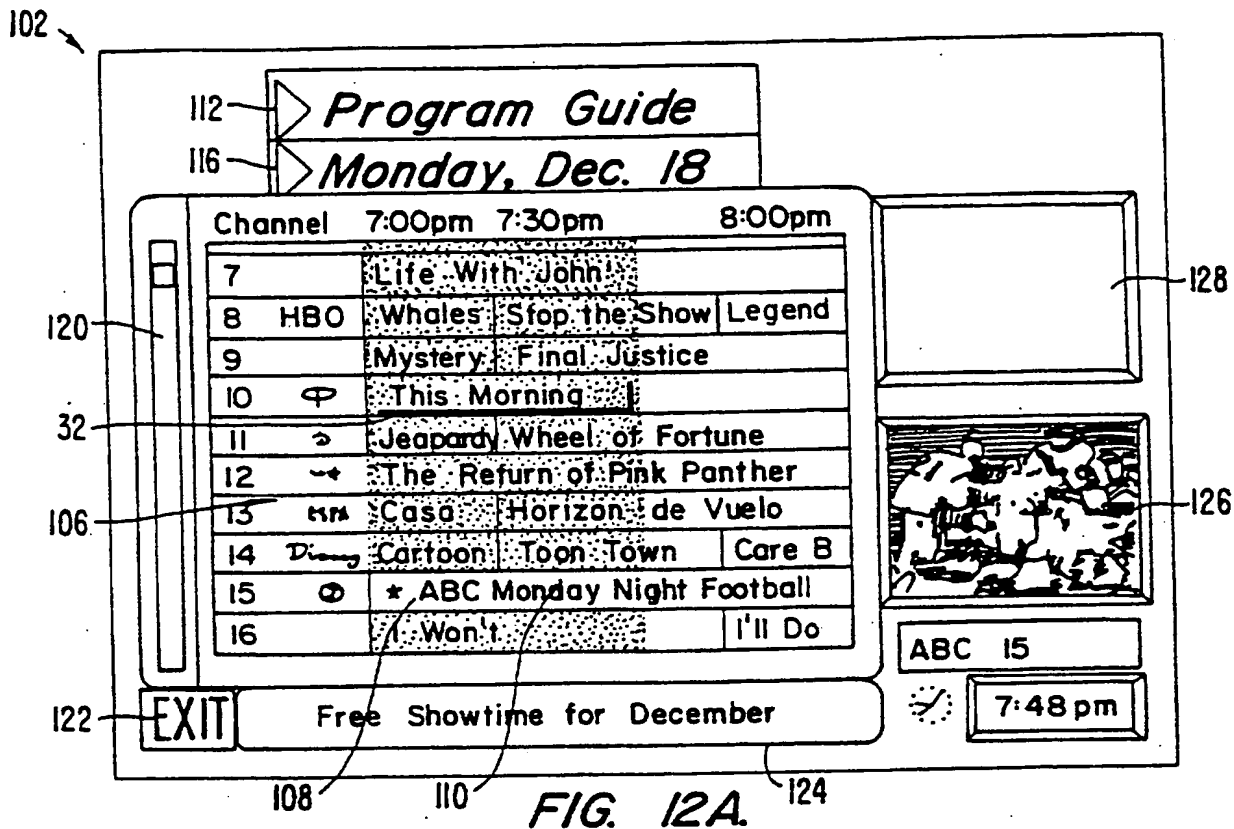 102
112
Program Guide
116
Monday, Dec. 18
Channel 7:00pm 7:30pm 8:00pm
7 Life With John
128
8 HBO Whales Stop the Show Legend
120
9 Mystery Final Justice
10 This Morning
32
11 Jeapardy Wheel of Fortune
12 The Return of Pink Panther
126
106
13 Casa Horizon de Vuelo
14 Disney Cartoon Toon Town Care B
15 * ABC Monday Night Football
16 I Won't I'll Do
ABC 15
122
EXIT Free Showtime for December
7:48pm
108 110 124
FIG. 12A.